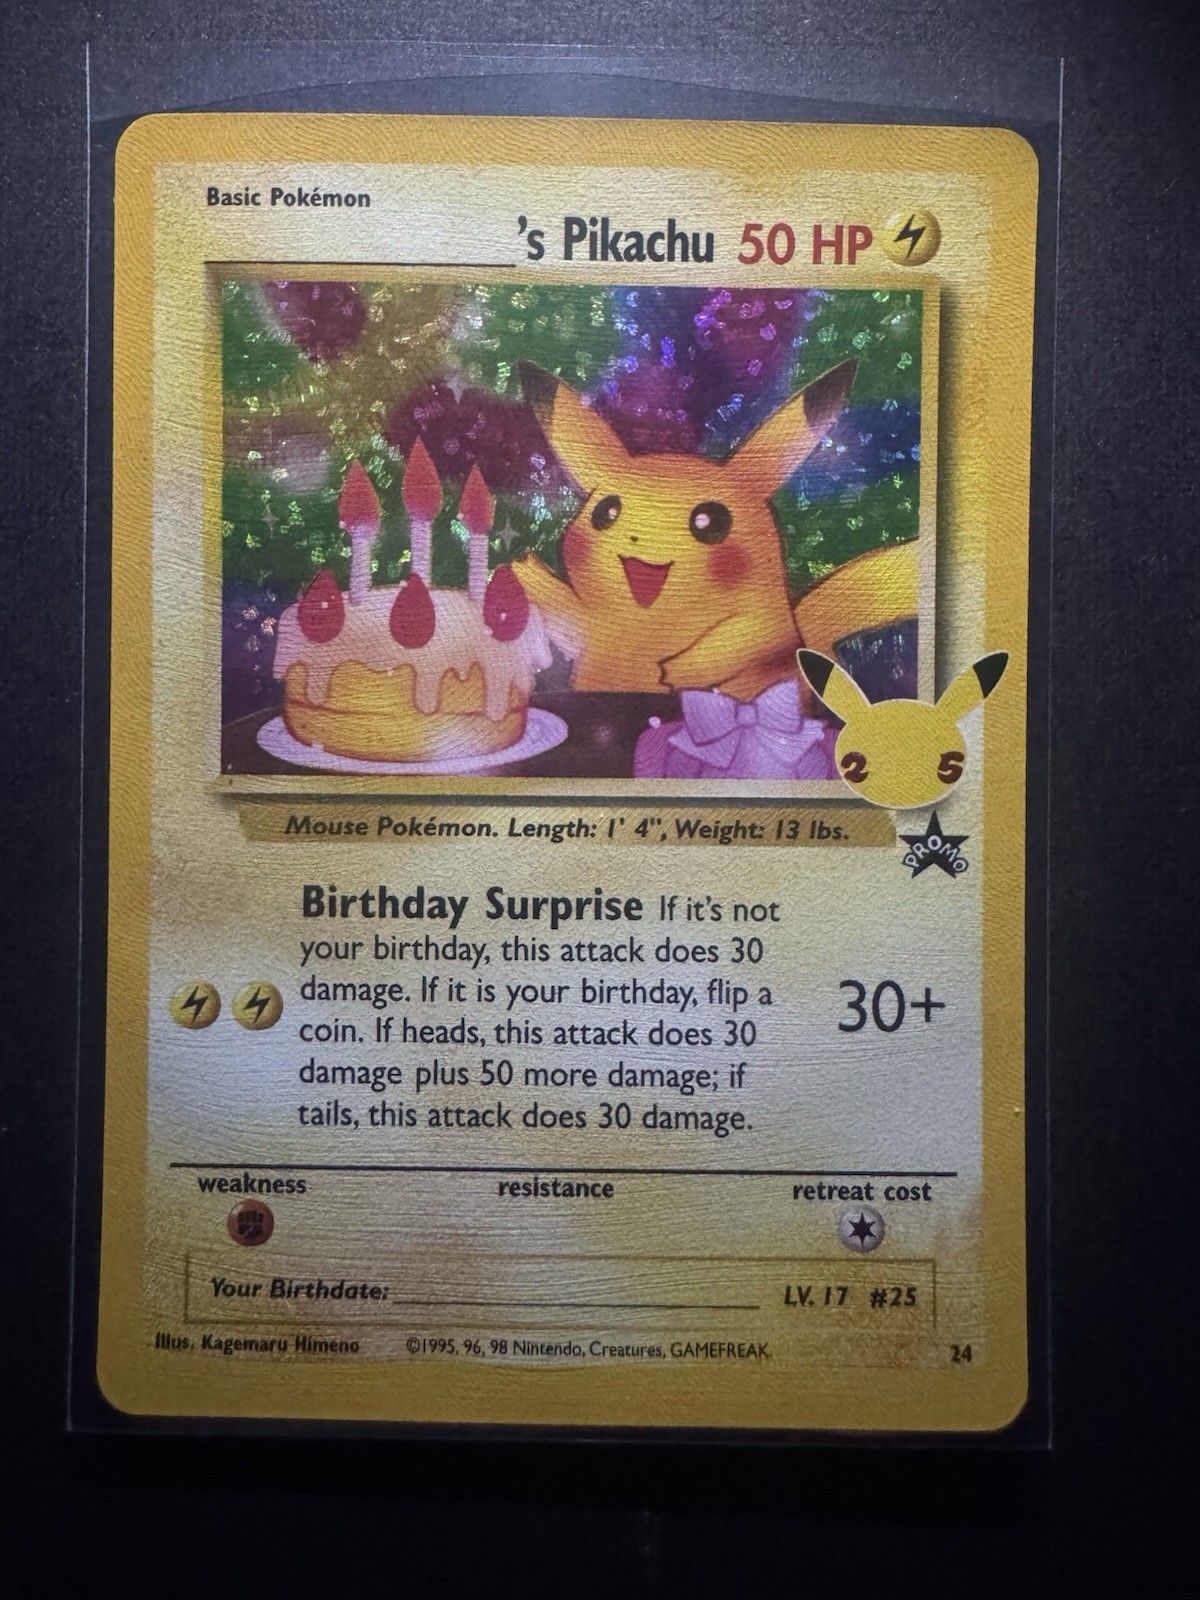 Basic Pokémon
's Pikachu 50 HP
2 5
Mouse Pokémon. Length: 1' 4", Weight: 13 lbs.
PROMO
Birthday Surprise If it's not
your birthday, this attack does 30
damage. If it is your birthday, flip a
coin. If heads, this attack does 30
damage plus 50 more damage; if
tails, this attack does 30 damage.
30+
weakness resistance retreat cost
Your Birthdate: LV. 17 #25
Illus. Kagemaru Himeno ©1995, 96, 98 Nintendo, Creatures, GAMEFREAK. 24